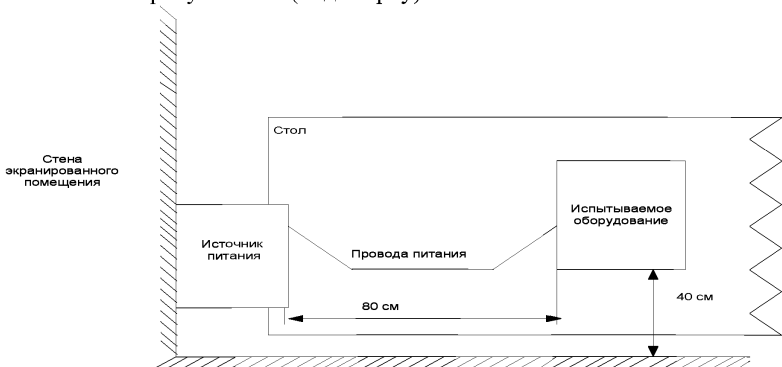 Стол
Стена
экранированного
помещения
Источник
питания
Провода питания
Испытываемое
оборудование
80 см
40 см